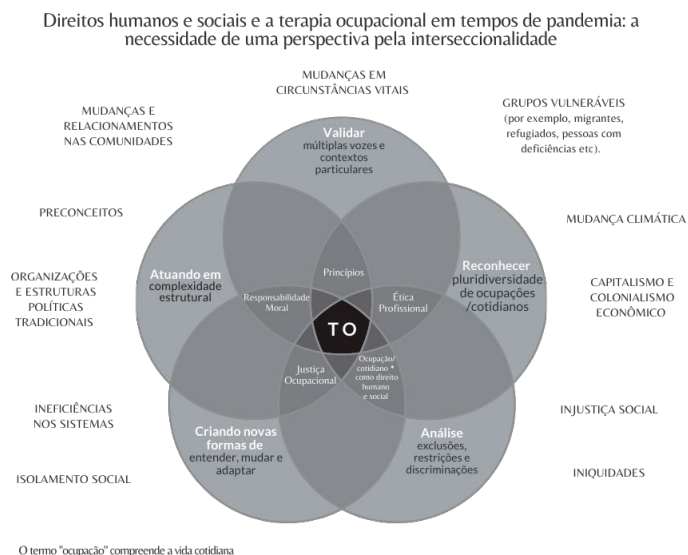 Direitos humanos e sociais e a terapia ocupacional em tempos de pandemia: a
necessidade de uma perspectiva pela interseccionalidade
MUDANÇAS EM
CIRCUNSTÂNCIAS VITAIS
MUDANÇAS E
RELACIONAMENTOS
NAS COMUNIDADES
GRUPOS VULNERÁVEIS
(por exemplo, migrantes,
refugiados, pessoas com
deficiências etc).
Validar
múltiplas vozes e
contextos
particulares
PRECONCEITOS
MUDANÇA CLIMÁTICA
ORGANIZAÇÕES
E ESTRUTURAS
POLÍTICAS
TRADICIONAIS
Atuando em
complexidade
estrutural
Reconhecer
pluridiversidade
de ocupações
/cotidianos
CAPITALISMO E
COLONIALISMO
ECONÔMICO
Princípios
Responsabilidade
Moral
Ética
Profissional
TO
Justiça
Ocupacional
Ocupação/
cotidiano *
como direito
humano
e social
INEFICIÊNCIAS
NOS SISTEMAS
INJUSTIÇA SOCIAL
Criando novas
formas de
entender, mudar e
adaptar
Análise
exclusões,
restrições e
discriminações
ISOLAMENTO SOCIAL
INIQUIDADES
O termo "ocupação" compreende a vida cotidiana